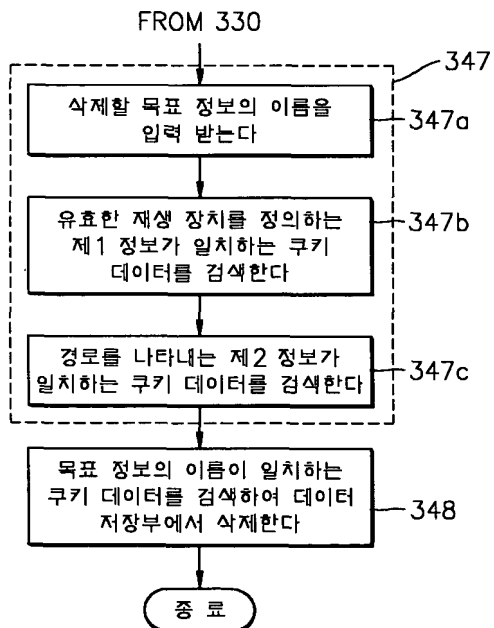 FROM 330
347
삭제할 목표 정보의 이름을
입력 받는다
347a
유효한 재생 장치를 정의하는
제1 정보가 일치하는 쿠키
데이터를 검색한다
347b
경로를 나타내는 제2 정보가
일치하는 쿠키 데이터를 검색한다
347c
목표 정보의 이름이 일치하는
쿠키 데이터를 검색하여 데이터
저장부에서 삭제한다
348
종 료